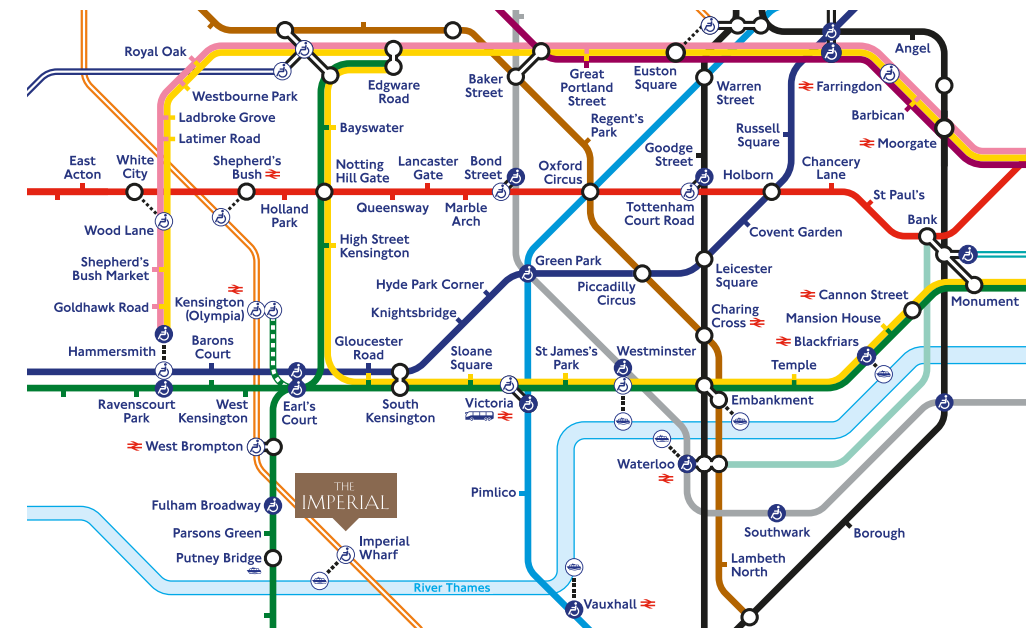 Royal Oak
Angel
Edgware
Road
Baker
Street
Great
Portland
Street
Euston
Square
Warren
Street
Farringdon
Westbourne Park
Ladbroke Grove
Latimer Road
Bayswater
Regent's
Park
Russell
Square
Barbican
Moorgate
East
Acton
White
City
Shepherd's
Bush
Notting
Hill Gate
Lancaster
Gate
Bond
Street
Oxford
Circus
Goodge
Street
Holborn
Chancery
Lane
St Paul's
Holland
Park
Queensway
Marble
Arch
Tottenham
Court Road
Bank
Wood Lane
Covent Garden
High Street
Kensington
Shepherd's
Bush Market
Green Park
Leicester
Square
Hyde Park Corner
Piccadilly
Circus
Cannon Street
Monument
Goldhawk Road
Kensington
(Olympia)
Knightsbridge
Charing
Cross
Mansion House
Hammersmith
Barons
Court
Gloucester
Road
Sloane
Square
St James's
Park
Westminster
Blackfriars
Temple
Ravenscourt
Park
West
Kensington
Earl's
Court
South
Kensington
Victoria
Embankment
West Brompton
Waterloo
THE
IMPERIAL
Pimlico
Fulham Broadway
Southwark
Borough
Parsons Green
Imperial
Wharf
Putney Bridge
Lambeth
North
River Thames
Vauxhall